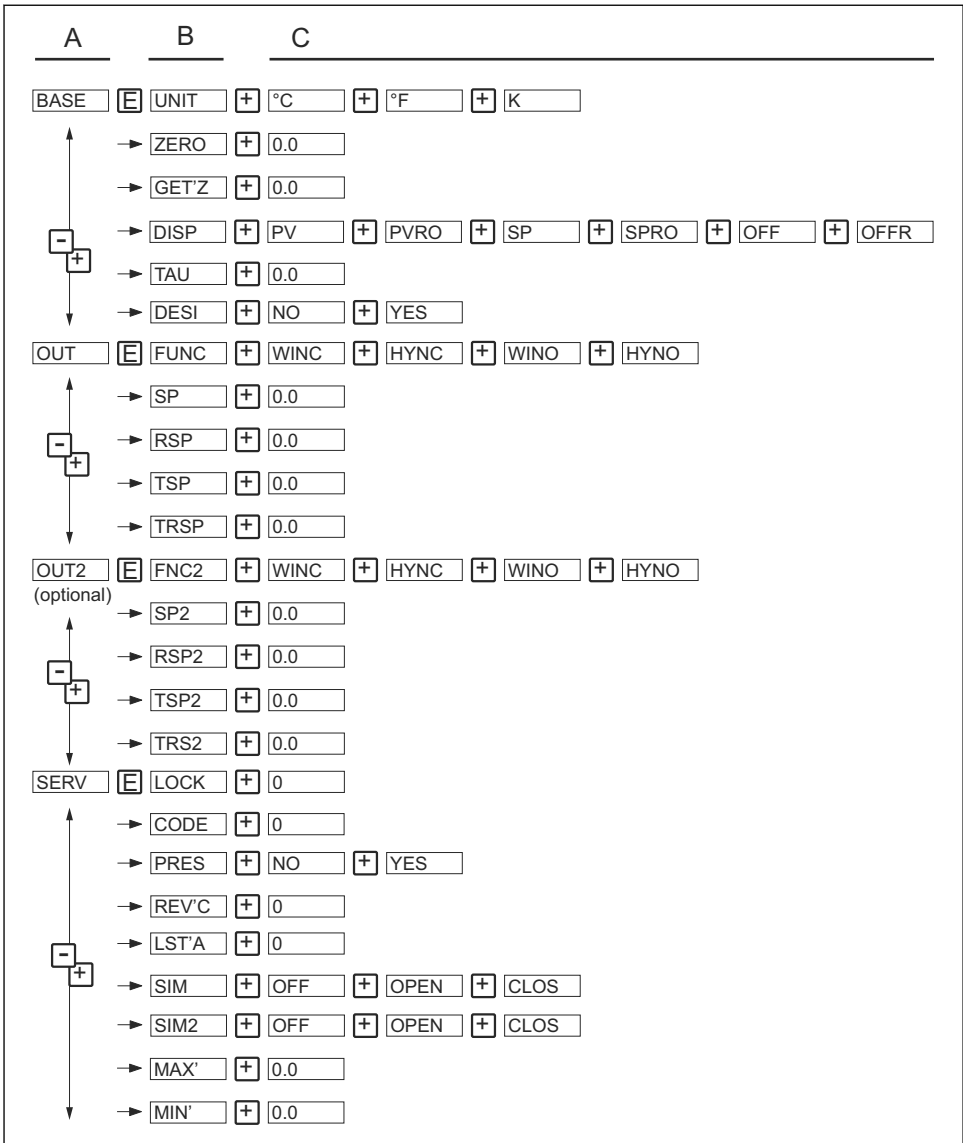 A B C
BASE E UNIT + °C + °F + K
ZERO + 0.0
GET'Z + 0.0
DISP + PV + PVRO + SP + SPRO + OFF + OFFR
-
+
TAU + 0.0
DESI + NO + YES
OUT E FUNC + WINC + HYNC + WINO + HYNO
SP + 0.0
-
+
RSP + 0.0
TSP + 0.0
TRSP + 0.0
OUT2 E FNC2 + WINC + HYNC + WINO + HYNO
(optional)
SP2 + 0.0
RSP2 + 0.0
-
+
TSP2 + 0.0
TRS2 + 0.0
SERV E LOCK + 0
CODE + 0
PRES + NO + YES
REV'C + 0
LST'A + 0
-
+
SIM + OFF + OPEN + CLOS
SIM2 + OFF + OPEN + CLOS
MAX' + 0.0
MIN' + 0.0